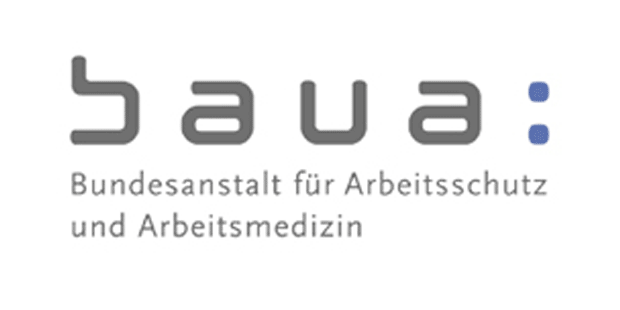 baua:
Bundesanstalt für Arbeitsschutz
und Arbeitsmedizin